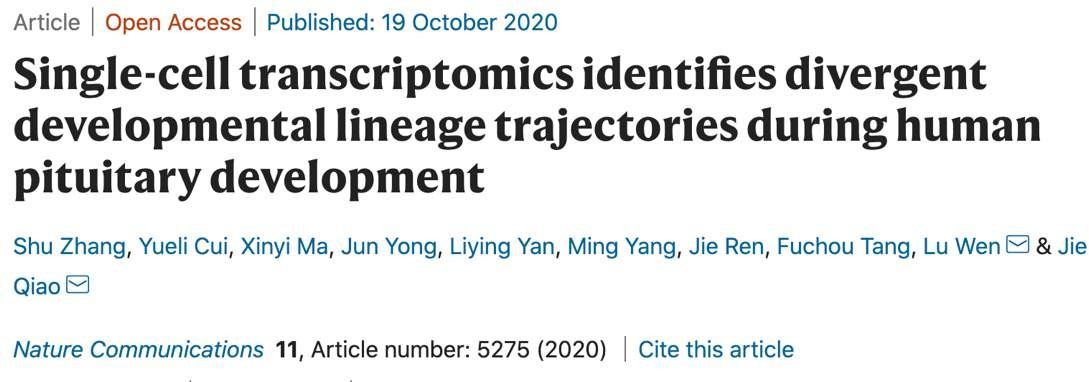 Article | Open Access | Published: 19 October 2020
Single-cell transcriptomics identifies divergent
developmental lineage trajectories during human
pituitary development
Shu Zhang, Yueli Cui, Xinyi Ma, Jun Yong, Liying Yan, Ming Yang, Jie Ren, Fuchou Tang, Lu Wen & Jie
Qiao
Nature Communications 11, Article number: 5275 (2020) | Cite this article